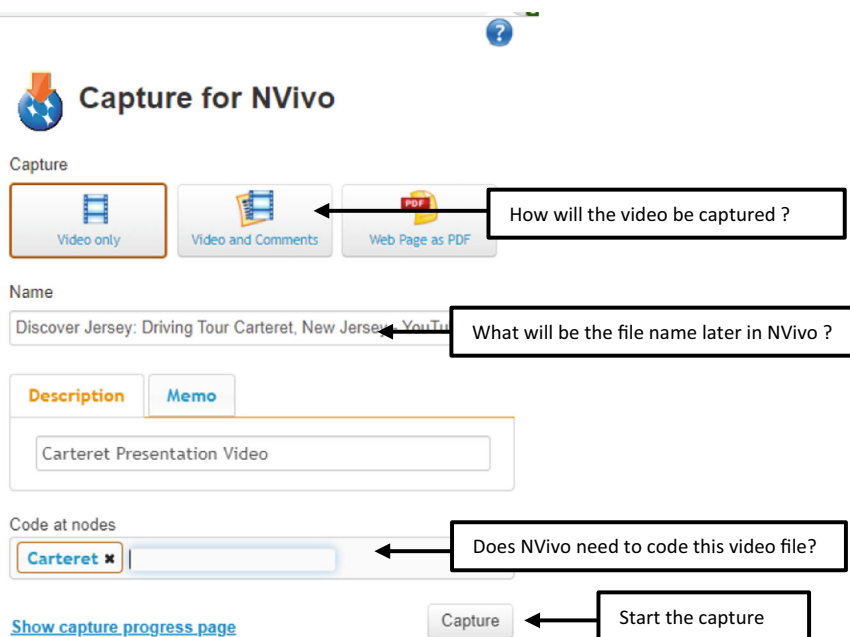 ?
Capture for NVivo
Capture
PDF
Video only
Video and Comments
Web Page as PDF
How will the video be captured ?
Name
Discover Jersey: Driving Tour Carteret, New Jersey - YouTu
What will be the file name later in NVivo ?
Description
Memo
Carteret Presentation Video
Code at nodes
Carteret ✖
Does NVivo need to code this video file?
Show capture progress page
Capture
Start the capture